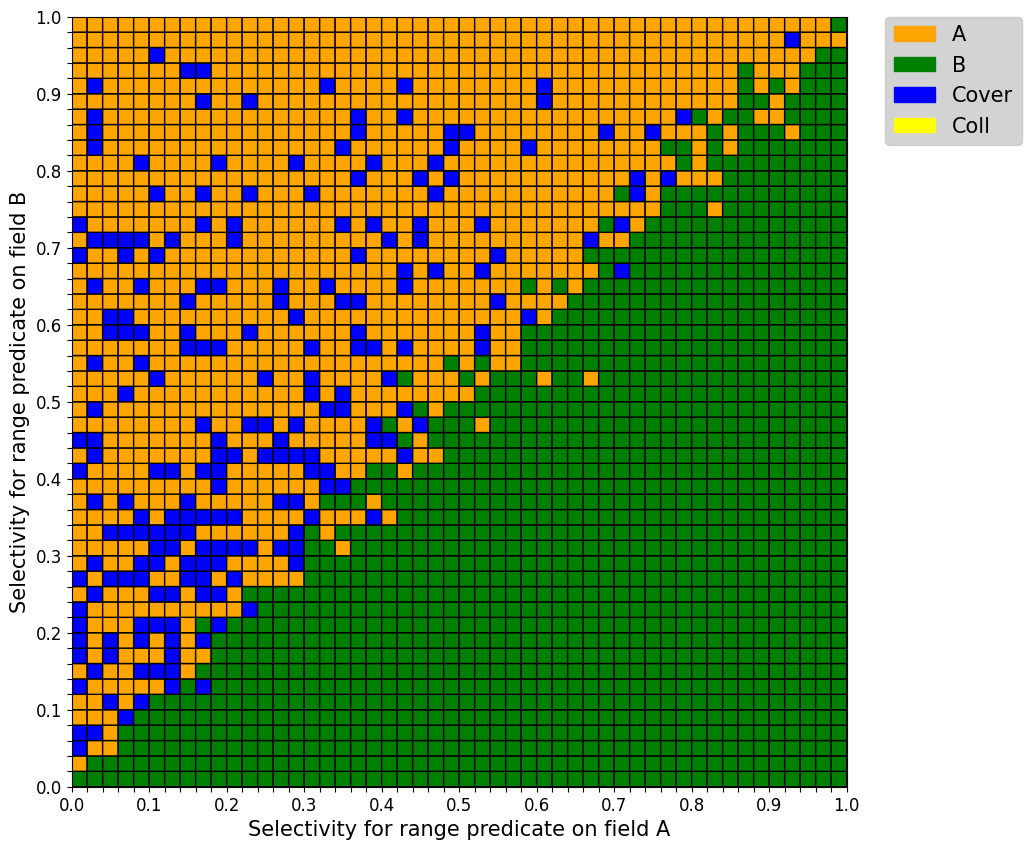 1.0
0.9
0.8
0.7
0.6
0.5
0.4
0.3
0.2
0.1
0.0
Selectivity for range predicate on field B
0.0 0.1 0.2 0.3 0.4 0.5 0.6 0.7 0.8 0.9 1.0
Selectivity for range predicate on field A
A
B
Cover
Coll